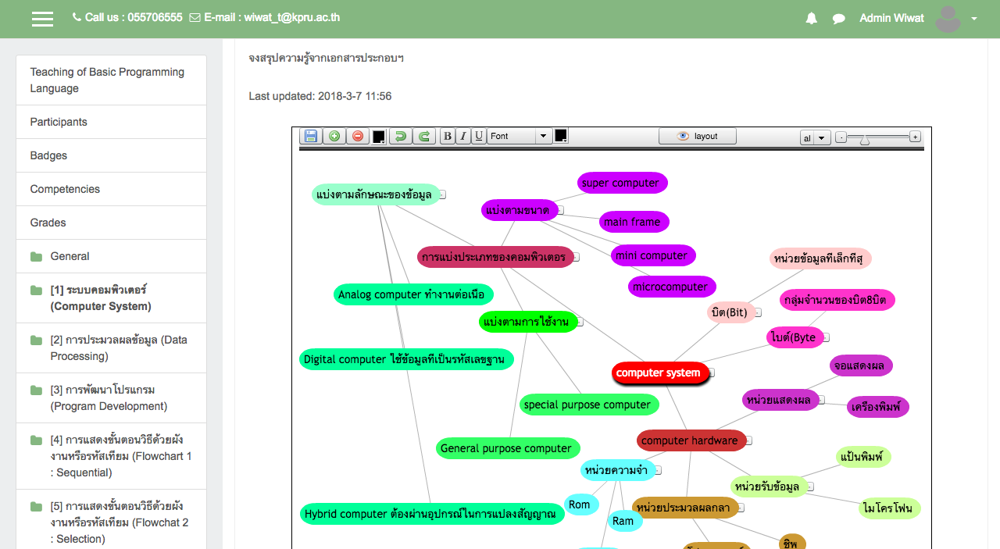 Call us : 055706555 E-mail : wiwat_t@kpru.ac.th
Admin Wiwat
Teaching of Basic Programming
Language
Participants
Badges
Competencies
Grades
General
[1] ระบบคอมพิวเตอร์
(Computer System)
[2] การประมวลผลข้อมูล (Data
Processing)
[3] การพัฒนาโปรแกรม
(Program Development)
[4] การแสดงขั้นตอนวิธีด้วยผัง
งานหรือรหัสเทียม (Flowchart 1
: Sequential)
[5] การแสดงขั้นตอนวิธีด้วยผัง
งานหรือรหัสเทียม (Flowchat 2
: Selection)
จงสรุปความรู้จากเอกสารประกอบฯ
Last updated: 2018-3-7 11:56
B I U Font
layout
al
- +
แบ่งตามลักษณะของข้อมูล
super computer
แบ่งตามขนาด
main frame
การแบ่งประเภทของคอมพิวเตอร
mini computer
หน่วยข้อมูลทีเล็กทีสุ
microcomputer
Analog computer ทำงานต่อเนือ
กลุ่มจำนวนของบิต8บิต
บิต(Bit)
แบ่งตามการใช้งาน
ไบต์(Byte
Digital computer ใช้ข้อมูลทีเป็นรหัสเลขฐาน
จอแสดงผล
computer system
หน่วยแสดงผล
special purpose computer
เครืองพิมพ์
computer hardware
General purpose computer
แป้นพิมพ์
หน่วยความจำ
หน่วยรับข้อมูล
Rom
หน่วยประมวลผลกลา
ไมโครโฟน
Hybrid computer ต้องผ่านอุปกรณ์ในการแปลงสัญญาณ
Ram
ชิพ